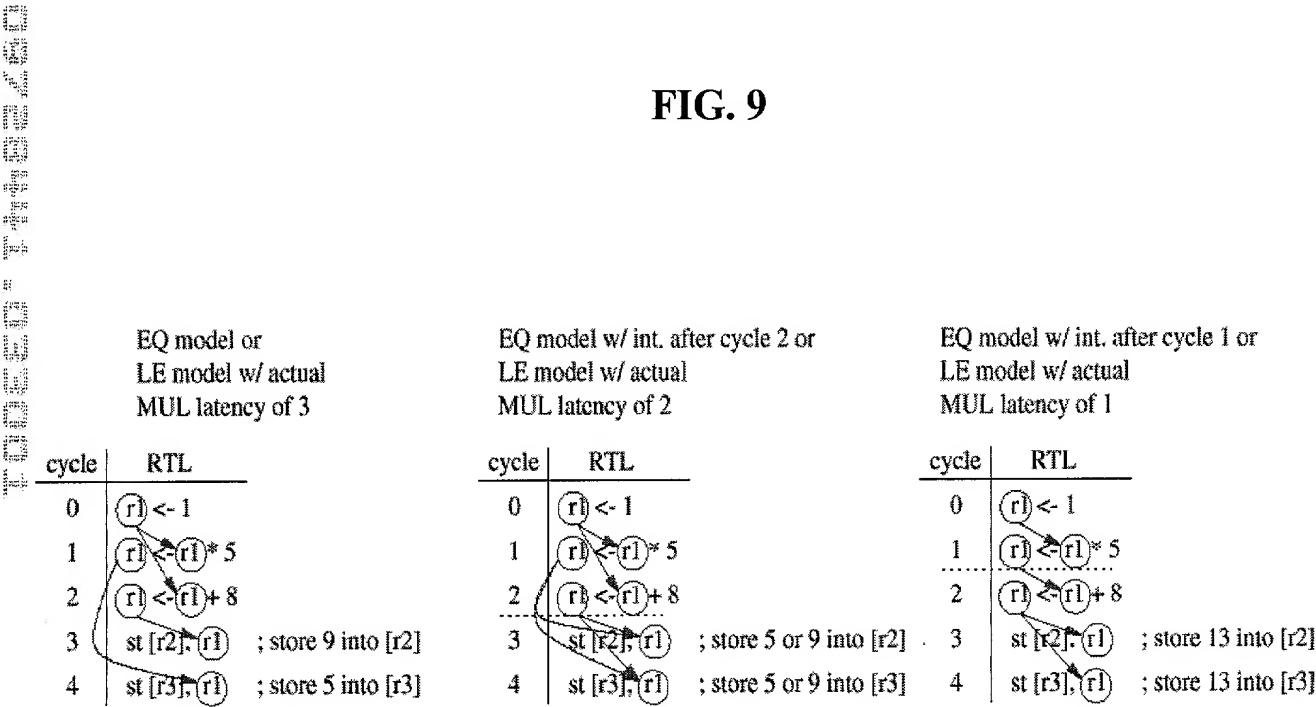 FIG. 9
EQ model or
LE model w/ actual
MUL latency of 3
cycle RTL
0 r1 <- 1
1 r1 <- r1 * 5
2 r1 <- r1 + 8
3 st [r2], r1 ; store 9 into [r2]
4 st [r3], r1 ; store 5 into [r3]
EQ model w/ int. after cycle 2 or
LE model w/ actual
MUL latency of 2
cycle RTL
0 r1 <- 1
1 r1 <- r1 * 5
2 r1 <- r1 + 8
3 st [r2], r1 ; store 5 or 9 into [r2]
4 st [r3], r1 ; store 5 or 9 into [r3]
EQ model w/ int. after cycle 1 or
LE model w/ actual
MUL latency of 1
cycle RTL
0 r1 <- 1
1 r1 <- r1 * 5
2 r1 <- r1 + 8
3 st [r2], r1 ; store 13 into [r2]
4 st [r3], r1 ; store 13 into [r3]